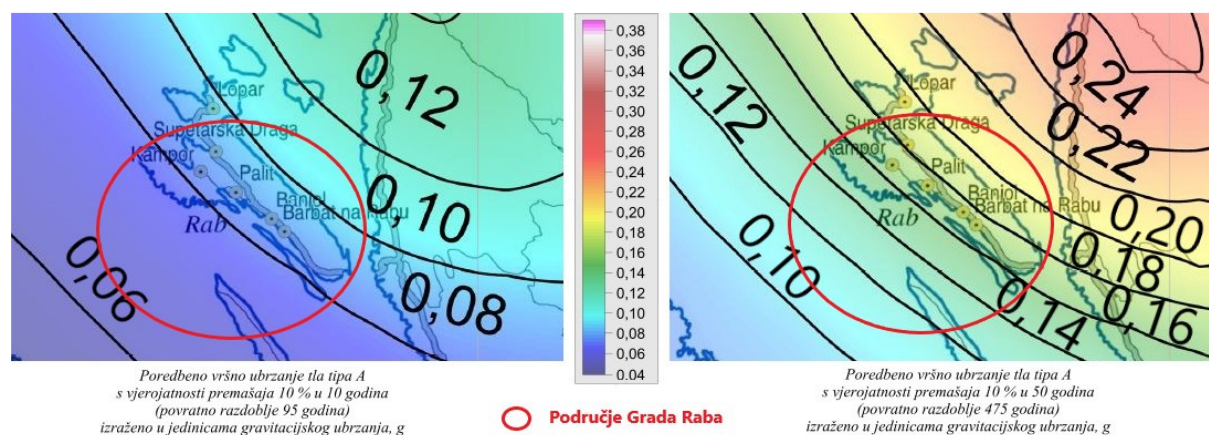 Lopar
Supetarska Draga
Kampor
Palit
Banjol
Barbat na Rabu
Rab
0,12
0,10
0,08
0,06
Poredbeno vršno ubrzanje tla tipa A
s vjerojatnosti premašaja 10 % u 10 godina
(povratno razdoblje 95 godina)
izraženo u jedinicama gravitacijskog ubrzanja, g
0,38
0,36
0,34
0,32
0,30
0,28
0,26
0,24
0,22
0,20
0,18
0,16
0,14
0,12
0,10
0,08
0,06
0.04
Područje Grada Raba
Lopar
Supetarska Draga
Kampor
Palit
Banjol
Barbat na Rabu
Rab
0,24
0,22
0,20
0,18
0,16
0,14
0,12
0,10
Poredbeno vršno ubrzanje tla tipa A
s vjerojatnosti premašaja 10 % u 50 godina
(povratno razdoblje 475 godina)
izraženo u jedinicama gravitacijskog ubrzanja, g